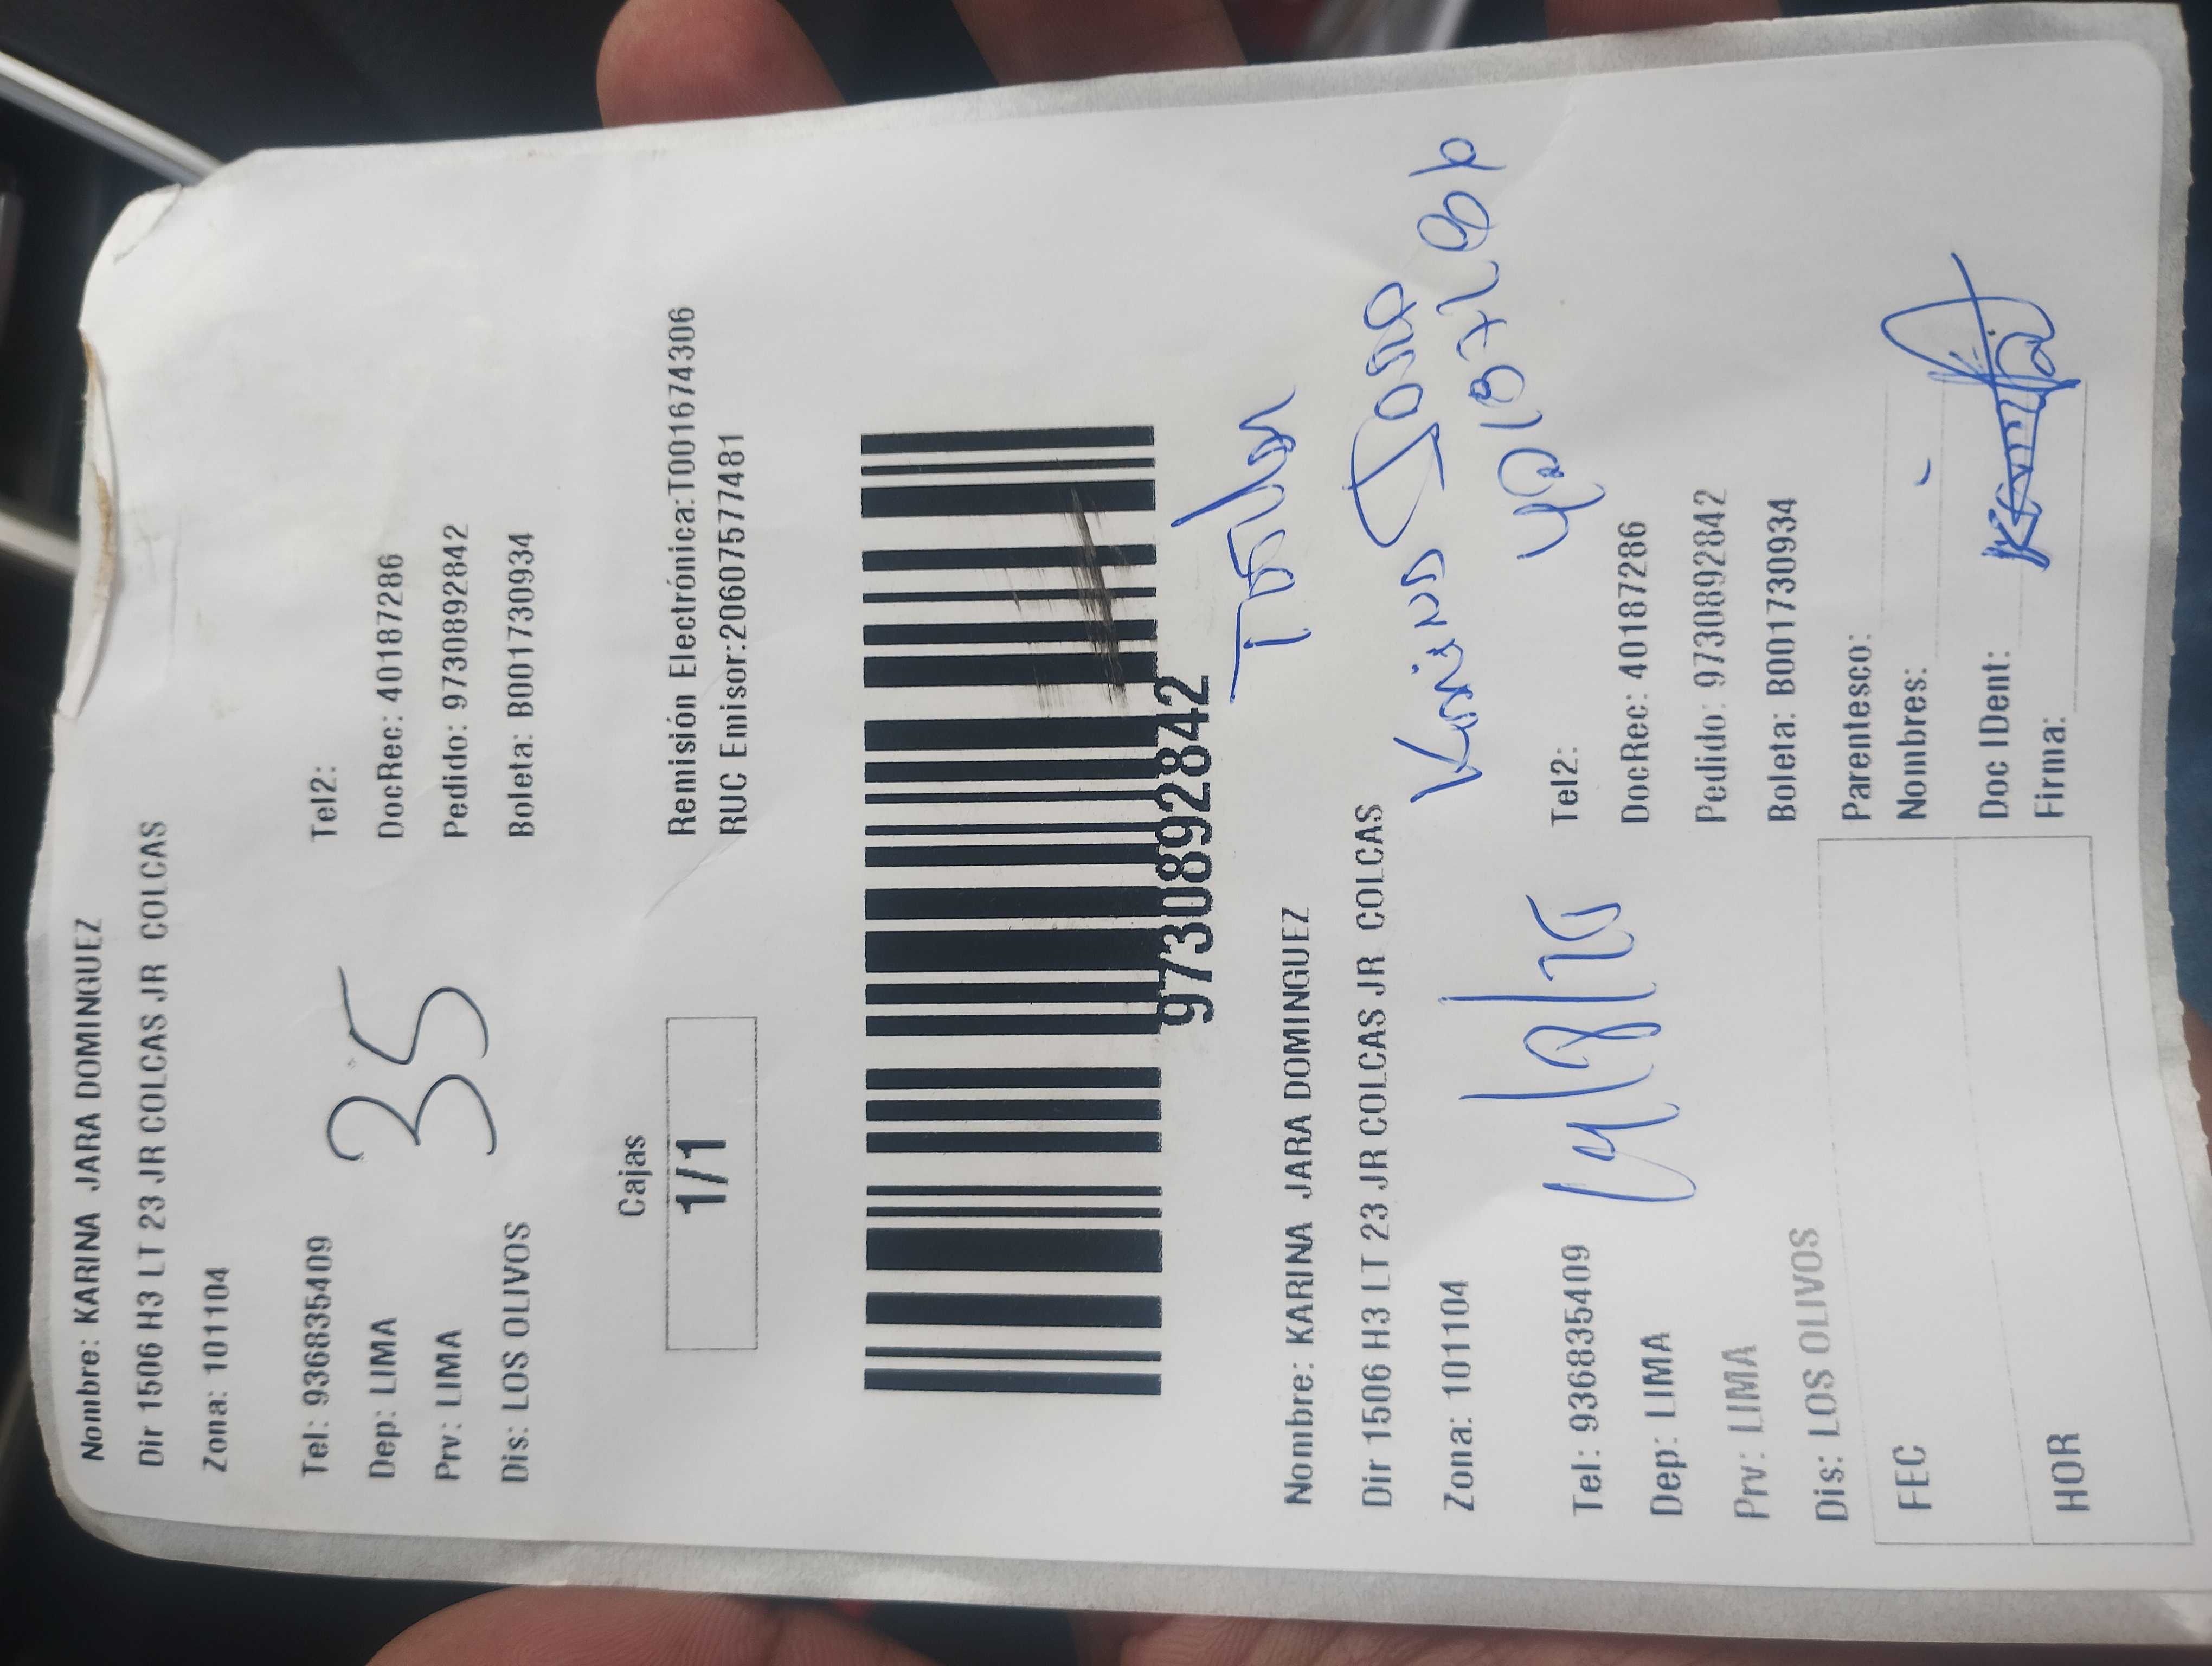 Nombre: KARINA JARA DOMINGUEZ
Dir 1506 H3 LT 23 JR COLCAS JR COLCAS
Zona: 101104
Tel: 936835409 Tel2:
Dep: LIMA DocRec: 40187286
Prv: LIMA Pedido: 9730892842
Dis: LOS OLIVOS Boleta: B001730934
35
Cajas
1/1
Remisión Electrónica:T001674306
RUC Emisor:20607577481
9730892842
Nombre: KARINA JARA DOMINGUEZ
Dir 1506 H3 LT 23 JR COLCAS JR COLCAS
Karina Jara
Zona: 101104
Tel: 936835409 Tel2:
Dep: LIMA DocRec: 40187286
Prv: LIMA Pedido: 9730892842
Dis: LOS OLIVOS Boleta: B001730934
Parentesco:
FEC Nombres:
Doc IDent:
HOR Firma: